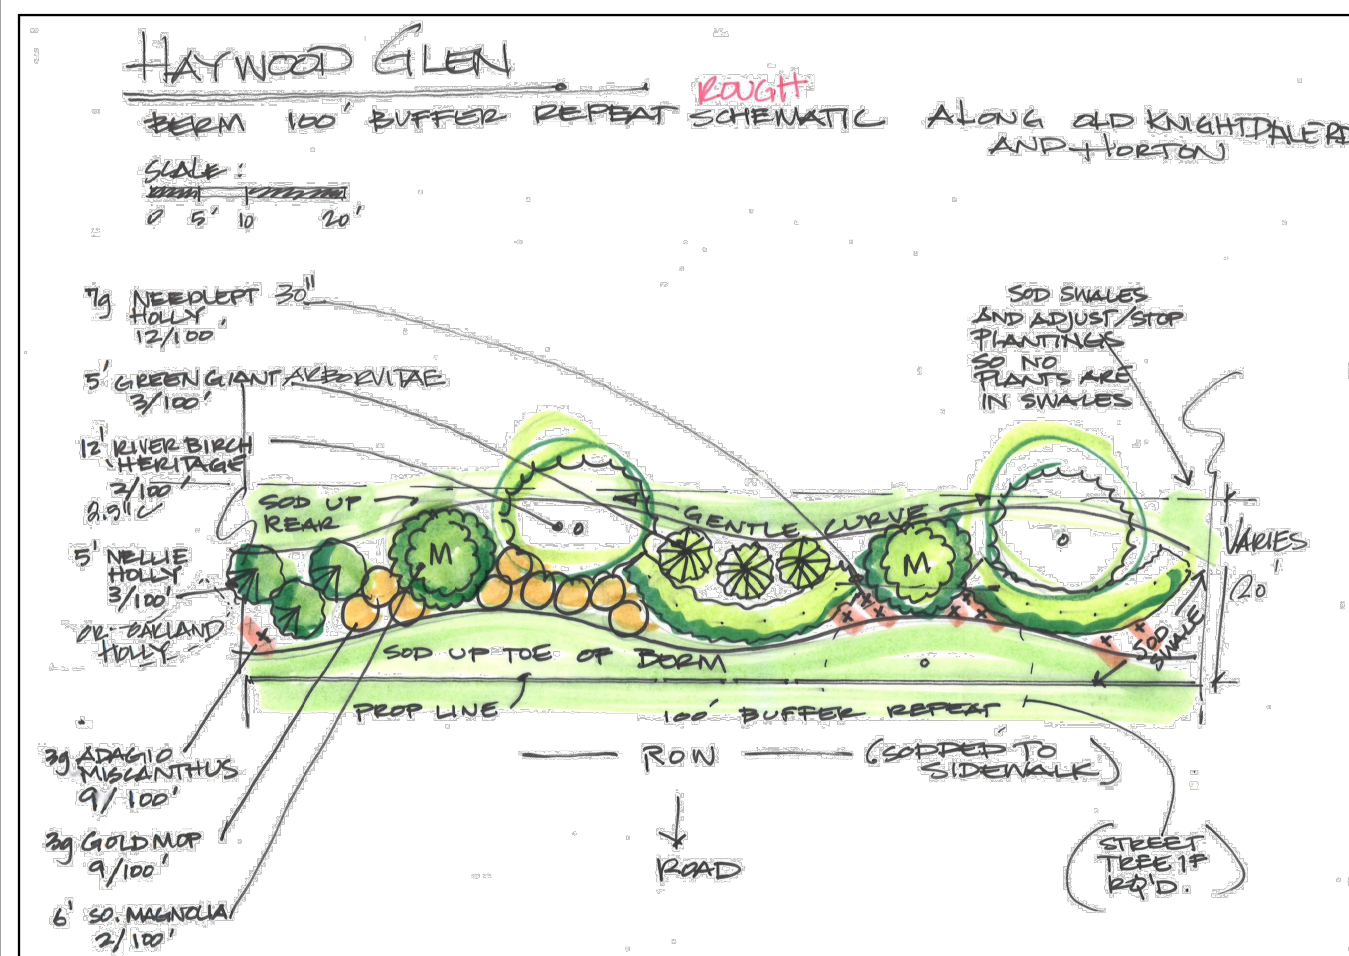 HAYWOOD GLEN
ROUGH
BERM 100' BUFFER REPEAT SCHEMATIC ALONG OLD KNIGHTDALE RD
AND HORTON
SCALE:
0 5' 10 20'
7g NEEDLEPT 30"
HOLLY
12/100'
5' GREEN GIANT ARBORVITAE
3/100'
12' RIVER BIRCH
'HERITAGE'
2/100'
2.5"C
5' NELLIE
HOLLY
3/100'
OR OAKLAND
HOLLY
3g ADAGIO
MISCANTHUS
9/100'
3g GOLD MOP
9/100'
6' SO. MAGNOLIA
2/100'
SOD SWALES
AND ADJUST/STOP
PLANTINGS
SO NO
PLANTS ARE
IN SWALES
SOD UP
REAR
GENTLE CURVE
M
M
VARIES
20'
SOD
SWALE
SOD UP TOE OF BERM
PROP LINE
100' BUFFER REPEAT
ROW
(SODDED TO
SIDEWALK)
ROAD
(STREET
TREE IF
RQ'D.)